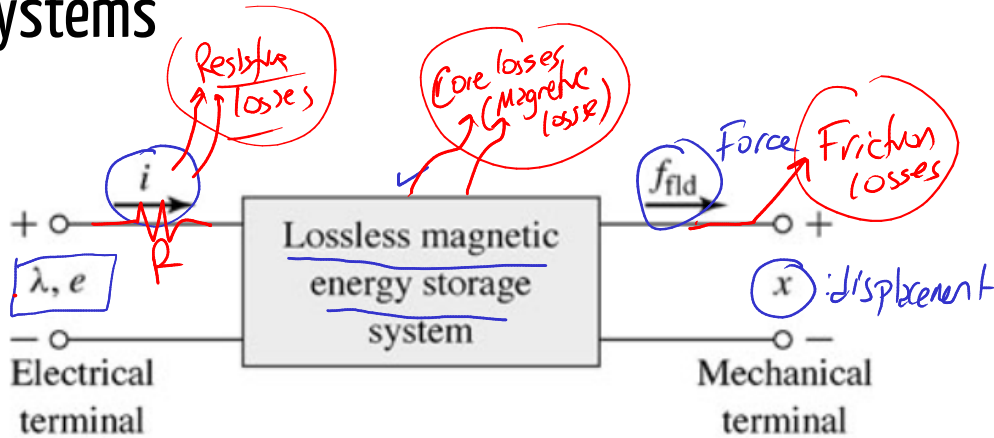 ystems
Resistive
losses
Core losses
(Magnetic
losse)
Force
Friction
losses
i
f fld
+
+
R
Lossless magnetic
energy storage
system
λ, e
x
:displacement
−
−
Electrical
terminal
Mechanical
terminal